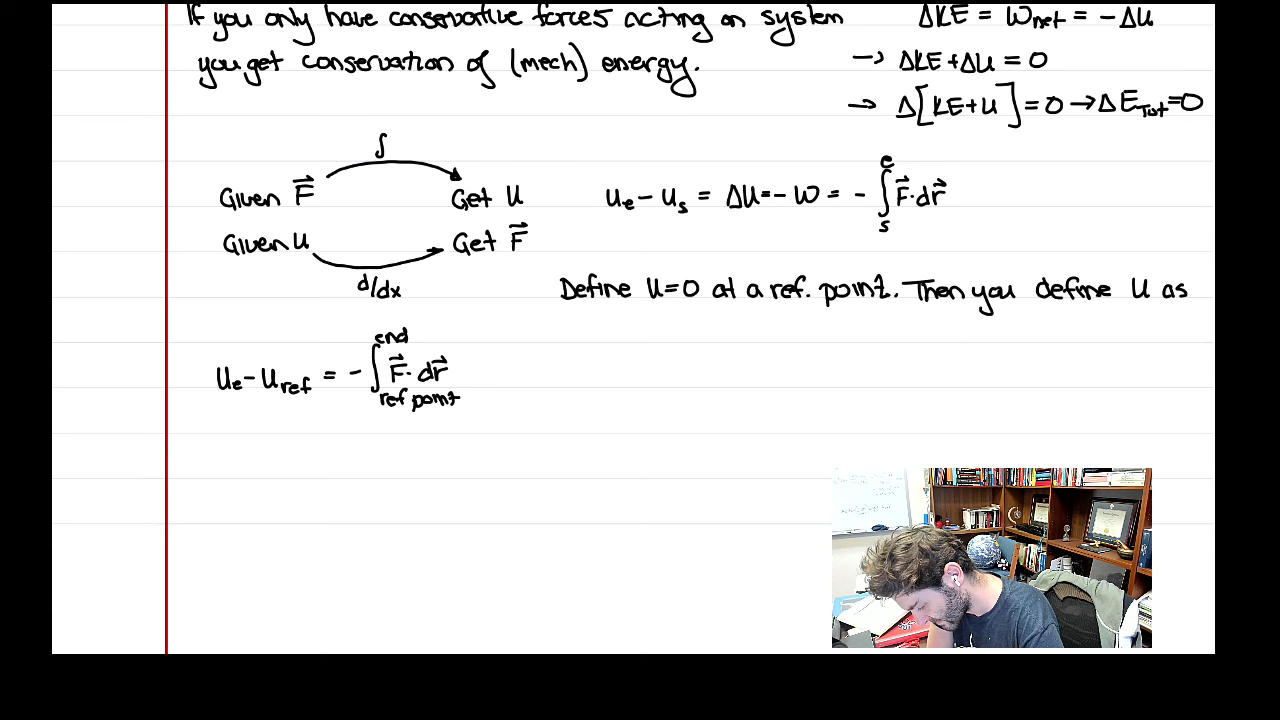 If you only have conservative forces acting on system
you get conservation of (mech) energy.
ΔKE = W_net = -ΔU
→ ΔKE + ΔU = 0
→ Δ[KE+U] = 0 → ΔE_Tot = 0
∫
Given F⃗ Get U
Given U Get F⃗
d/dx
U_e - U_s = ΔU = -W = - ∫_s^e F⃗·dr⃗
Define U=0 at a ref. point. Then you define U as
U_e - U_ref = - ∫_{ref point}^{end} F⃗·dr⃗